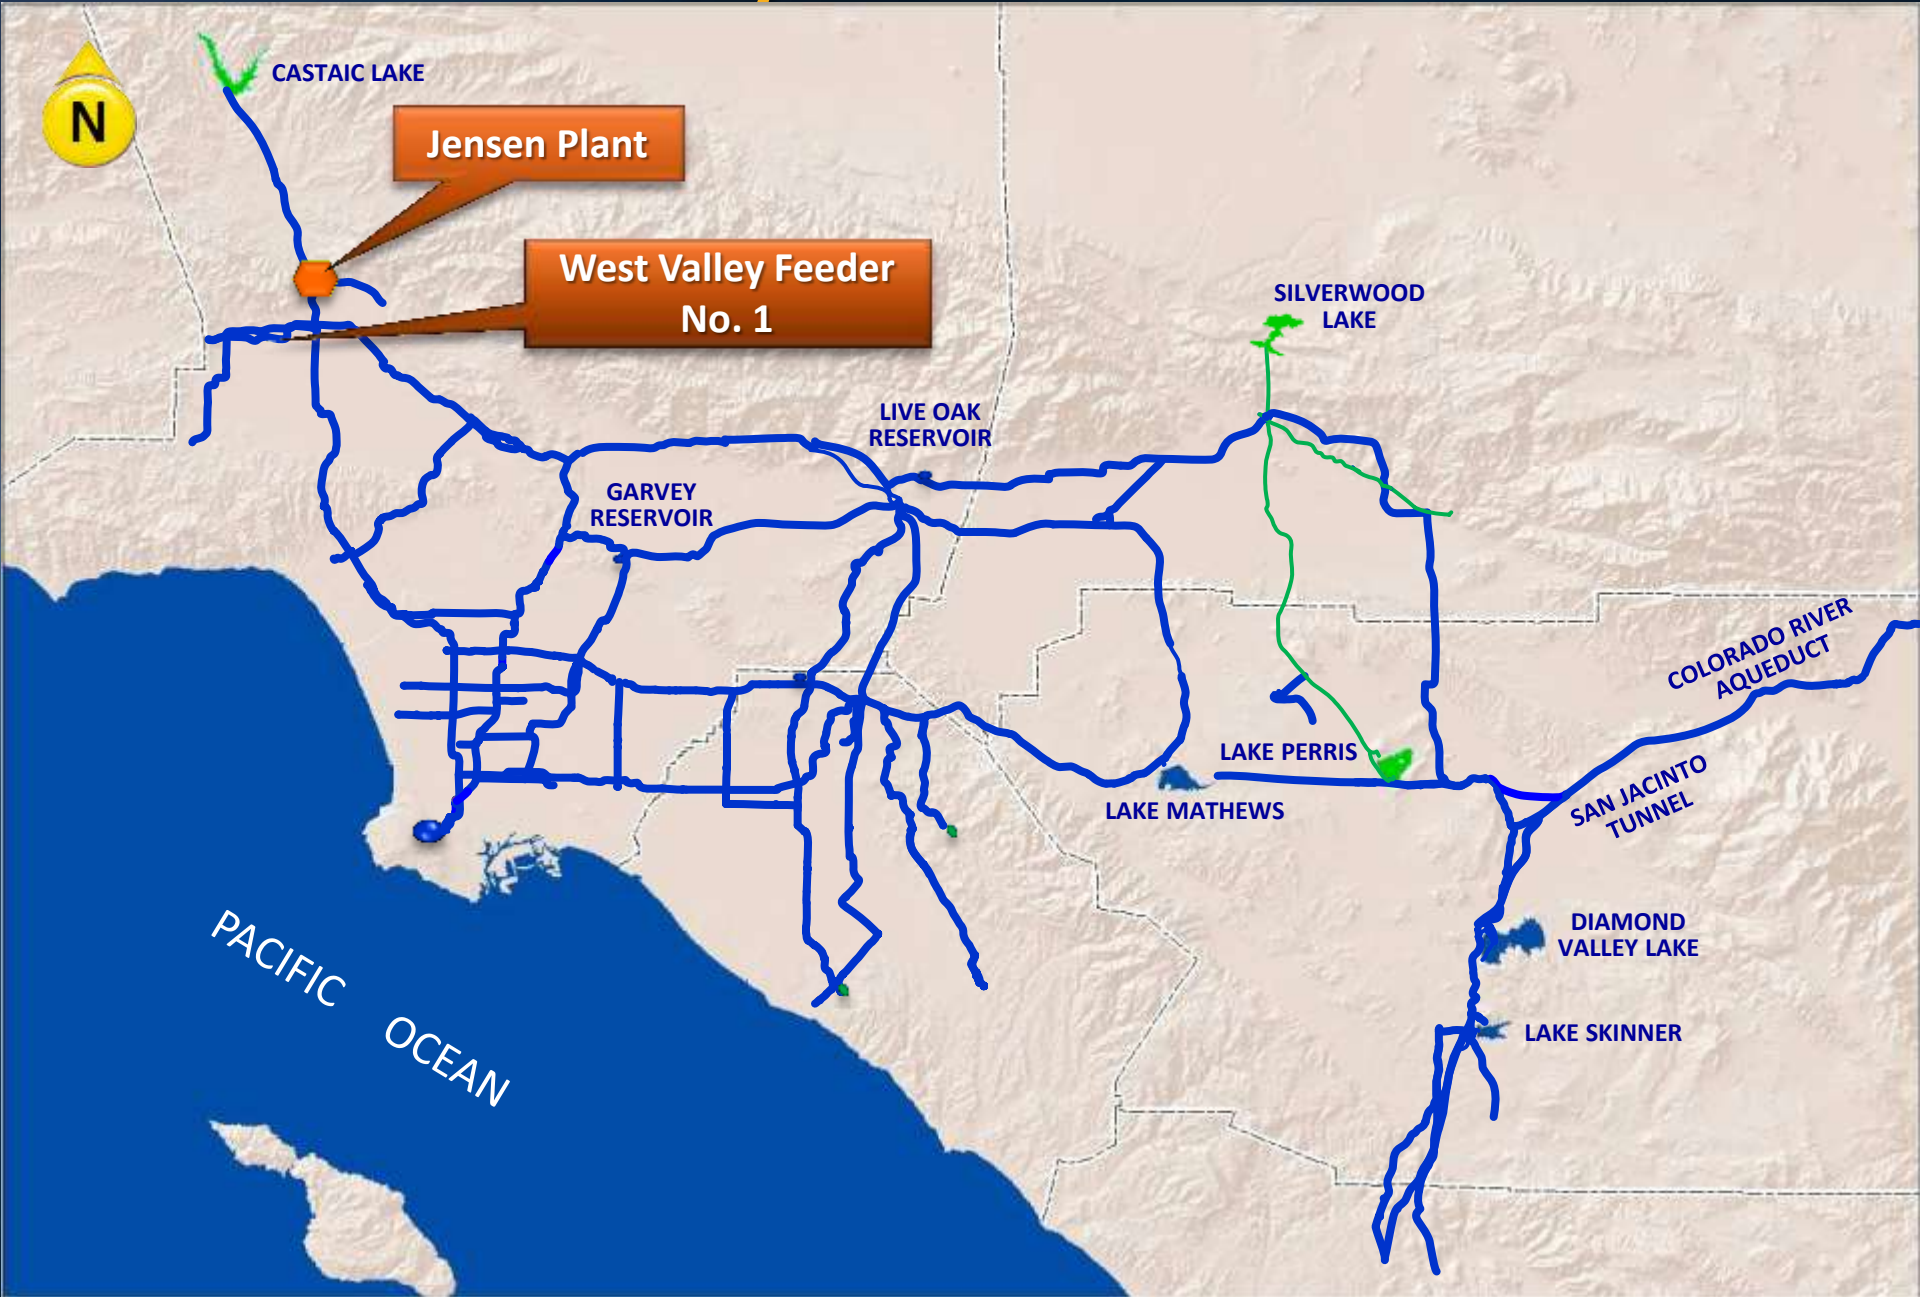 CASTAIC LAKE
N
Jensen Plant
West Valley Feeder
No. 1
SILVERWOOD
LAKE
LIVE OAK
RESERVOIR
GARVEY
RESERVOIR
COLORADO RIVER
AQUEDUCT
LAKE PERRIS
SAN JACINTO
TUNNEL
LAKE MATHEWS
DIAMOND
VALLEY LAKE
LAKE SKINNER
PACIFIC
OCEAN